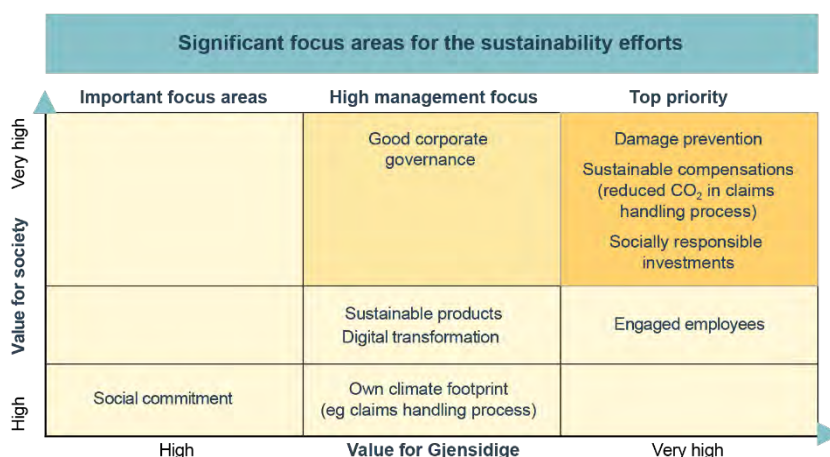 Significant focus areas for the sustainability efforts
Important focus areas
High management focus
Top priority
Very high
Value for society
High
Good corporate
governance
Damage prevention
Sustainable compensations
(reduced CO₂ in claims
handling process)
Socially responsible
investments
Sustainable products
Digital transformation
Engaged employees
Social commitment
Own climate footprint
(eg claims handling process)
High
Value for Gjensidige
Very high